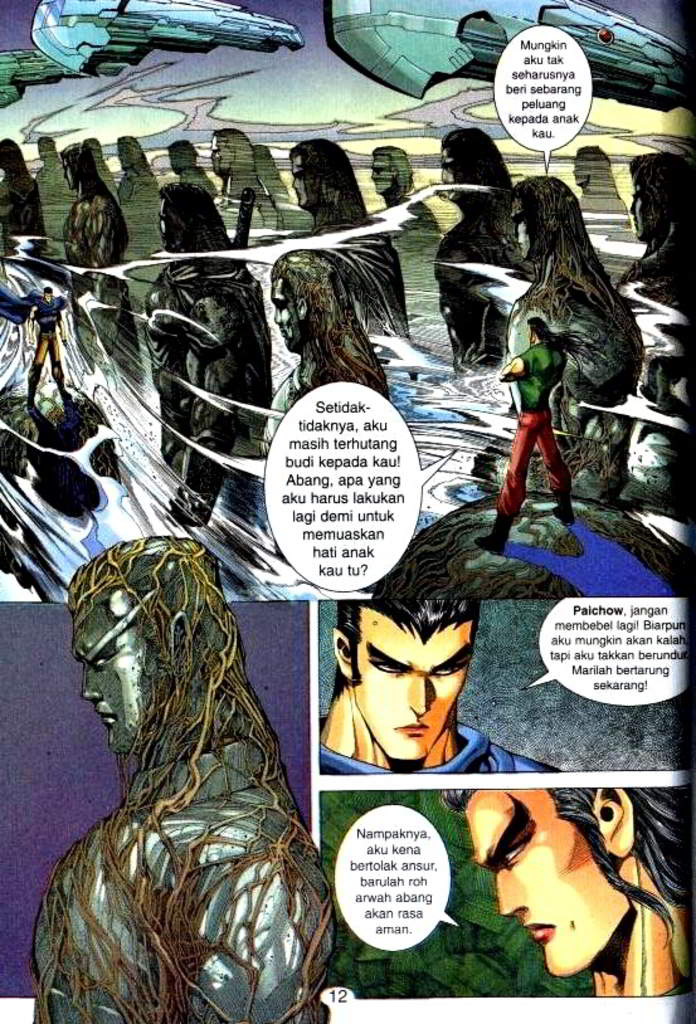 Mungkin
aku tak
seharusnya
beri sebarang
peluang
kepada anak
kau.
Setidak-
tidaknya, aku
masih terhutang
budi kepada kau!
Abang, apa yang
aku harus lakukan
lagi demi untuk
memuaskan
hati anak
kau tu?
Paichow, jangan
membebel lagi! Biarpun
aku mungkin akan kalah,
tapi aku takkan berundur.
Marilah bertarung
sekarang!
Nampaknya,
aku kena
bertolak ansur,
barulah roh
arwah abang
akan rasa
aman.
12